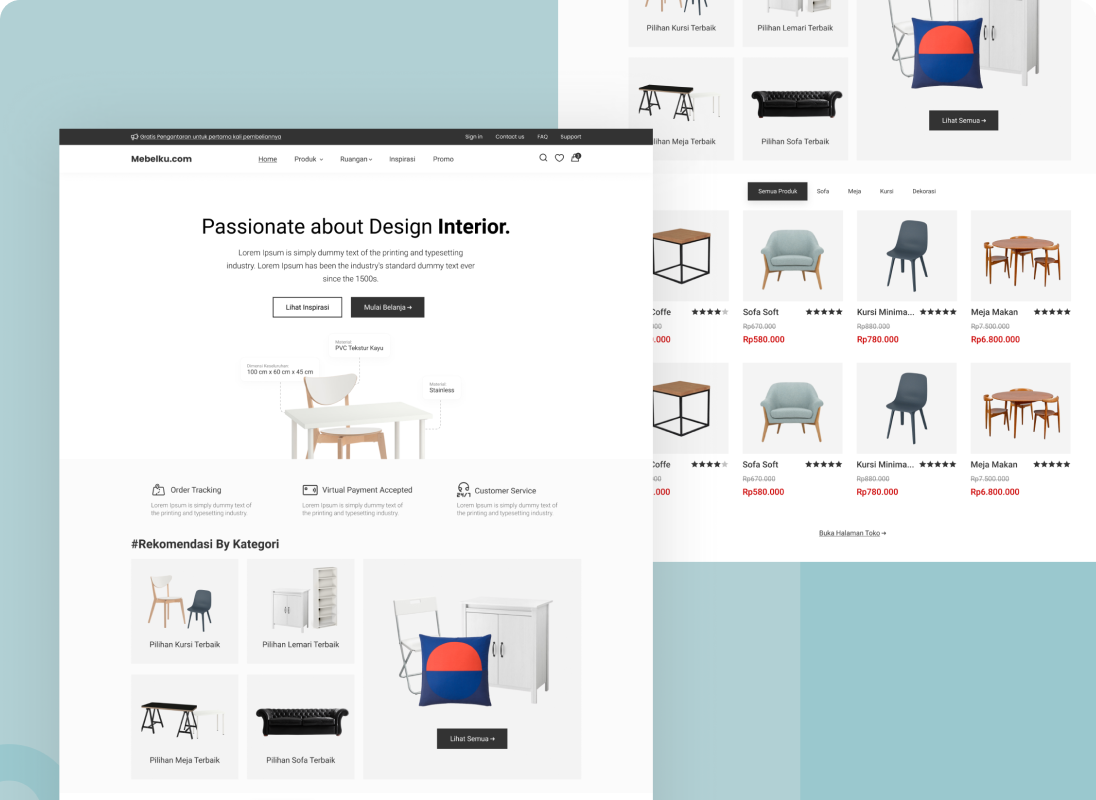 Gratis Pengantaran untuk pertama kali pembeliannya
Sign in
Contact us
FAQ
Support
Mebelku.com
Home
Produk
Ruangan
Inspirasi
Promo
Passionate about Design Interior.
Lorem Ipsum is simply dummy text of the printing and typesetting
industry. Lorem Ipsum has been the industry's standard dummy text ever
since the 1500s.
Lihat Inspirasi
Mulai Belanja →
Material
PVC Tekstur Kayu
100 cm x 60 cm x 45 cm
Material
Stainless
Order Tracking
Lorem Ipsum is simply dummy text of
the printing and typesetting industry.
Virtual Payment Accepted
Lorem Ipsum is simply dummy text of
the printing and typesetting industry.
Customer Service
Lorem Ipsum is simply dummy text of
the printing and typesetting industry.
#Rekomendasi By Kategori
Pilihan Kursi Terbaik
Pilihan Lemari Terbaik
Pilihan Meja Terbaik
Pilihan Sofa Terbaik
Lihat Semua →
Pilihan Kursi Terbaik
Pilihan Lemari Terbaik
lihan Meja Terbaik
Pilihan Sofa Terbaik
Lihat Semua →
Semua Produk
Sofa
Meja
Kursi
Dekorasi
Coffe
.000
Sofa Soft
Rp670.000
Rp580.000
Kursi Minima...
Rp880.000
Rp780.000
Meja Makan
Rp7.500.000
Rp6.800.000
Coffe
.000
Sofa Soft
Rp670.000
Rp580.000
Kursi Minima...
Rp880.000
Rp780.000
Meja Makan
Rp7.500.000
Rp6.800.000
Buka Halaman Toko →